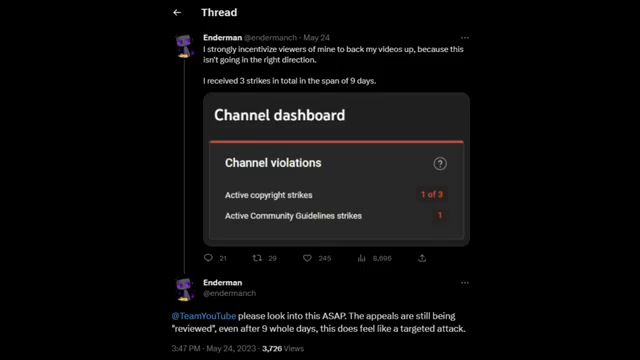 Thread
Enderman @endermanch · May 24
I strongly incentivize viewers of mine to back my videos up, because this
isn't going in the right direction.
I received 3 strikes in total in the span of 9 days.
Channel dashboard
Channel violations
Active copyright strikes 1 of 3
Active Community Guidelines strikes 1
21 29 245 8,696
Enderman
@endermanch
@TeamYouTube please look into this ASAP. The appeals are still being
"reviewed", even after 9 whole days, this does feel like a targeted attack.
3:47 PM · May 24, 2023 · 3,726 Views